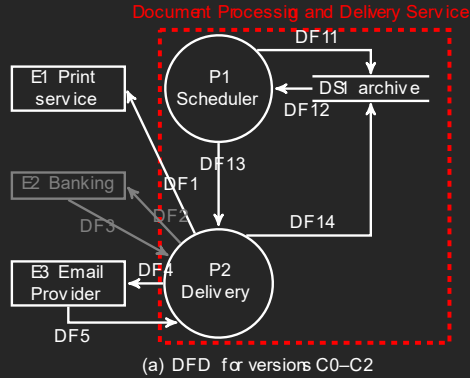 Document Processing and Delivery Service
DF11
E1 Print
service
P1
Scheduler
DS1 archive
DF12
DF13
DF1
E2 Banking
DF2
DF3
DF14
E3 Email
Provider
DF4
P2
Delivery
DF5
(a) DFD for versions C0–C2